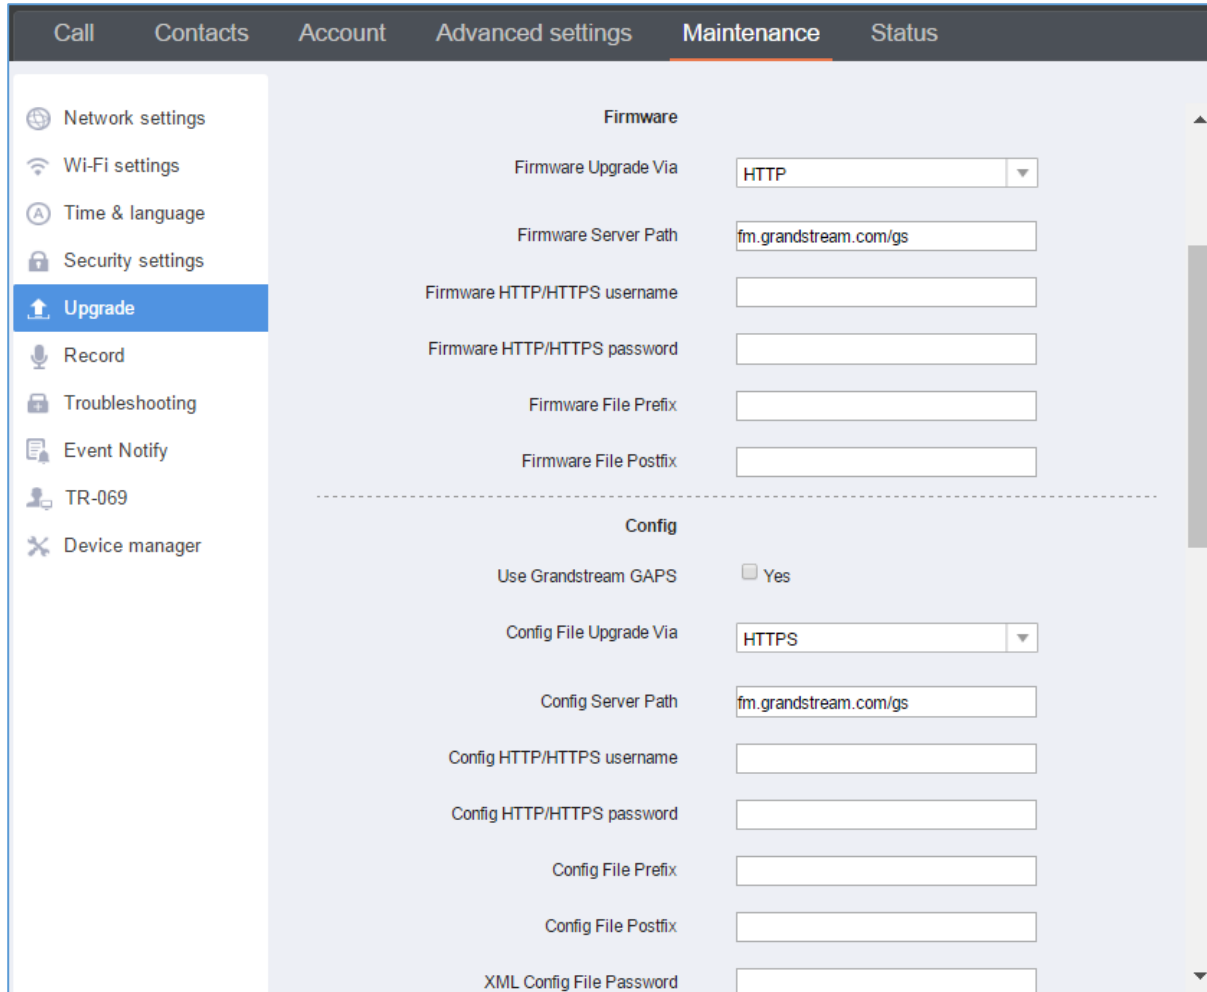 Call Contacts Account Advanced settings Maintenance Status
Network settings
Wi-Fi settings
Time & language
Security settings
Upgrade
Record
Troubleshooting
Event Notify
TR-069
Device manager
Firmware
Firmware Upgrade Via HTTP
Firmware Server Path fm.grandstream.com/gs
Firmware HTTP/HTTPS username
Firmware HTTP/HTTPS password
Firmware File Prefix
Firmware File Postfix
Config
Use Grandstream GAPS Yes
Config File Upgrade Via HTTPS
Config Server Path fm.grandstream.com/gs
Config HTTP/HTTPS username
Config HTTP/HTTPS password
Config File Prefix
Config File Postfix
XML Config File Password